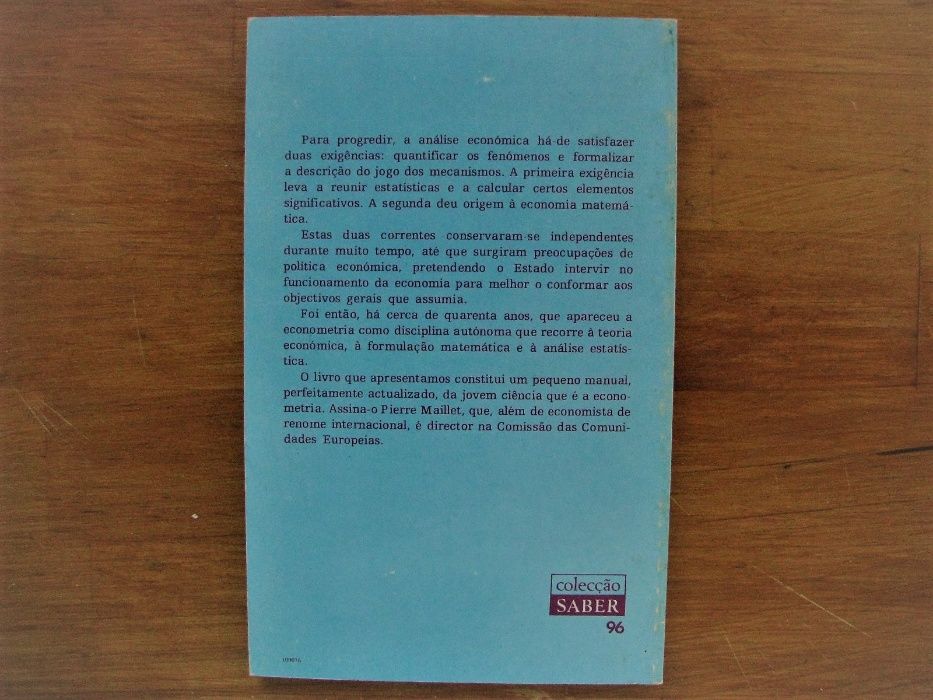 Para progredir, a análise económica há-de satisfazer
duas exigências: quantificar os fenómenos e formalizar
a descrição do jogo dos mecanismos. A primeira exigência
leva a reunir estatísticas e a calcular certos elementos
significativos. A segunda deu origem à economia matemá-
tica.
Estas duas correntes conservaram-se independentes
durante muito tempo, até que surgiram preocupações de
política económica, pretendendo o Estado intervir no
funcionamento da economia para melhor o conformar aos
objectivos gerais que assumia.
Foi então, há cerca de quarenta anos, que apareceu a
econometria como disciplina autónoma que recorre à teoria
económica, à formulação matemática e à análise estatís-
tica.
O livro que apresentamos constitui um pequeno manual,
perfeitamente actualizado, da jovem ciência que é a econo-
metria. Assina-o Pierre Maillet, que, além de economista de
renome internacional, é director na Comissão das Comuni-
dades Europeias.
colecção
SABER
96